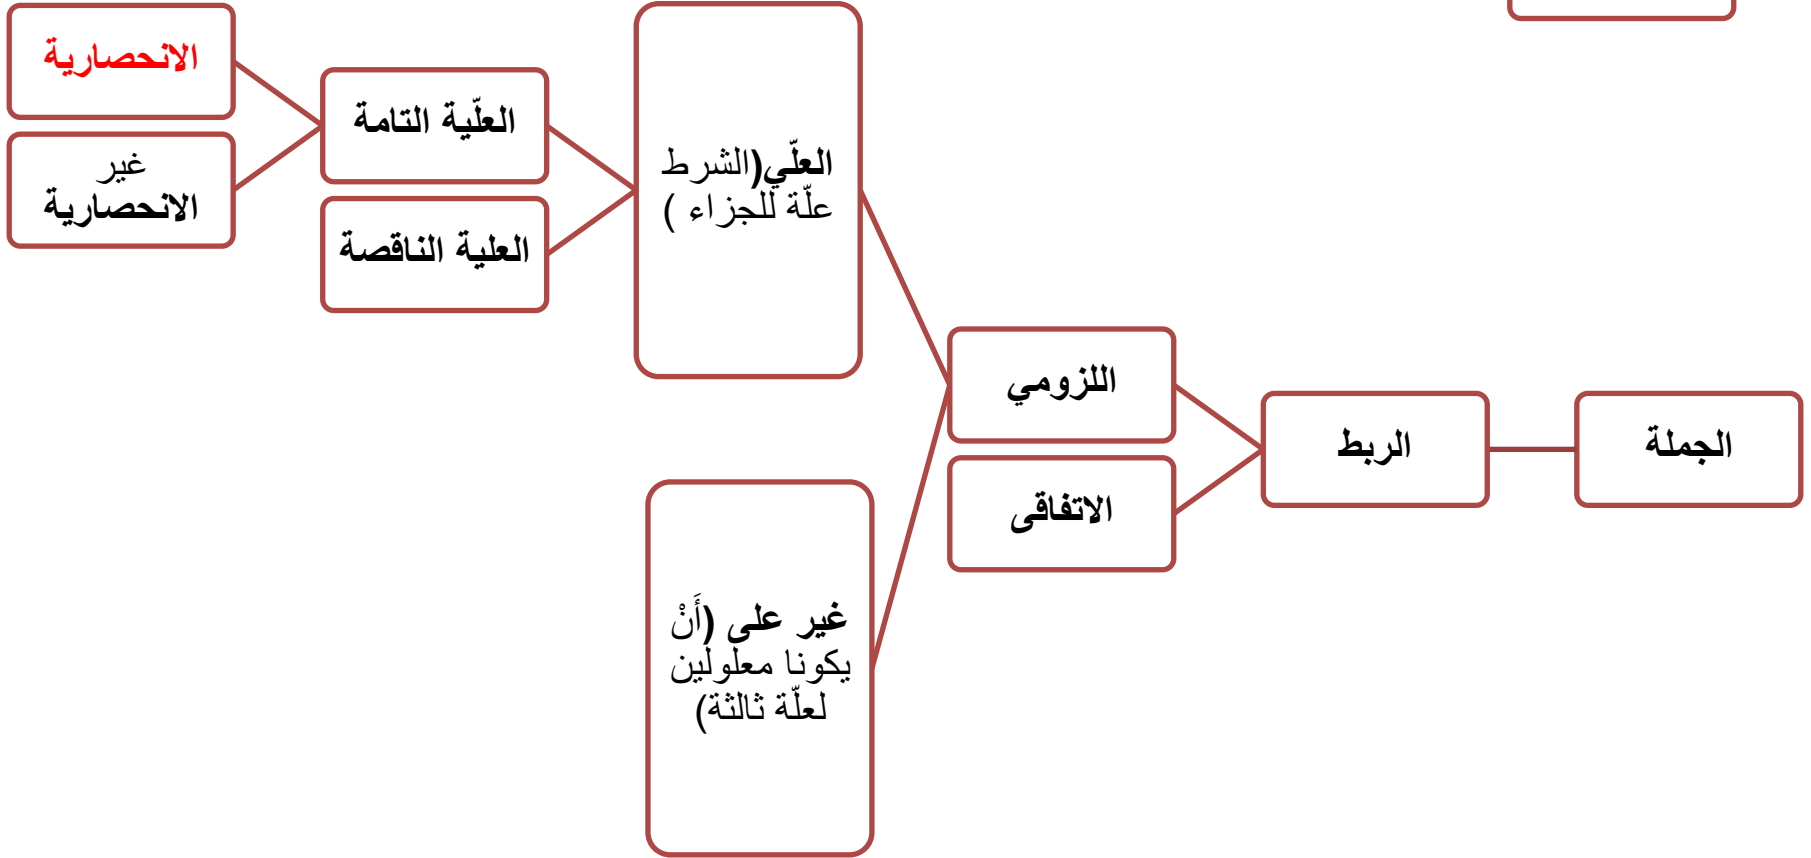 الجملة
الربط
اللزومي
الاتفاقى
العلّي(الشرط
علّة للجزاء )
غير على (أَنْ
يكونا معلولين
لعلّة ثالثة)
العلّية التامة
العلية الناقصة
الانحصارية
غير
الانحصارية